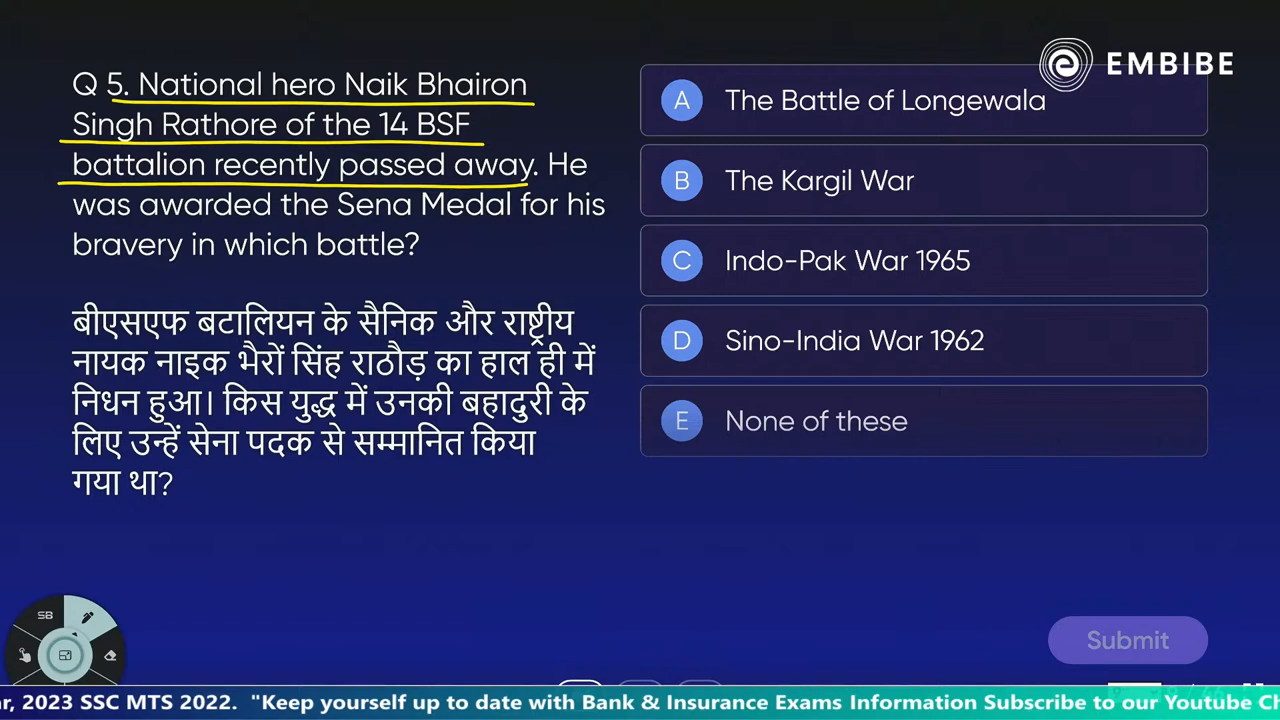 EMBIBE
Q 5. National hero Naik Bhairon
Singh Rathore of the 14 BSF
battalion recently passed away. He
was awarded the Sena Medal for his
bravery in which battle?
बीएसएफ बटालियन के सैनिक और राष्ट्रीय
नायक नाइक भैरों सिंह राठौड़ का हाल ही में
निधन हुआ। किस युद्ध में उनकी बहादुरी के
लिए उन्हें सेना पदक से सम्मानित किया
गया था?
A The Battle of Longewala
B The Kargil War
C Indo-Pak War 1965
D Sino-India War 1962
E None of these
SB
Submit
2023 SSC MTS 2022. "Keep yourself up to date with Bank & Insurance Exams Information Subscribe to our Youtube